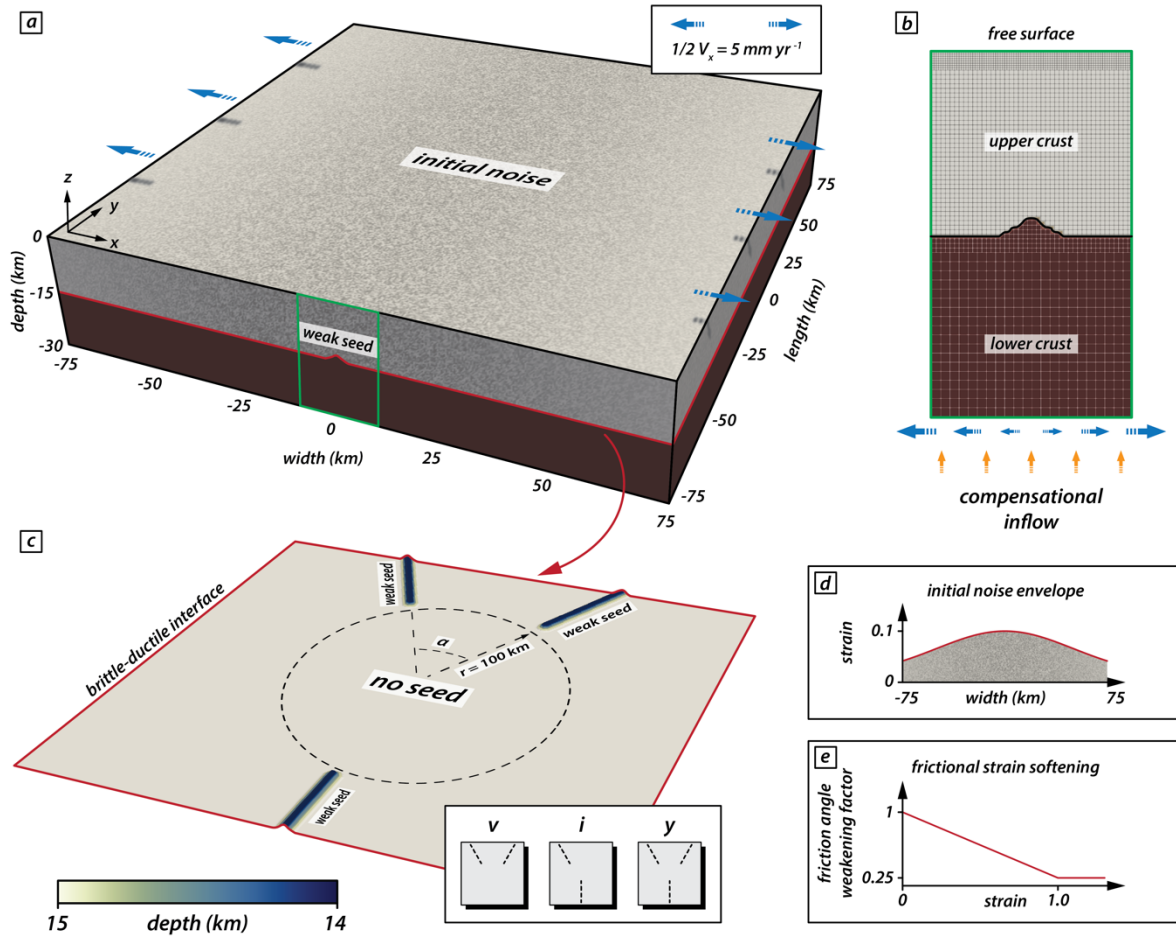 a
1/2 Vx = 5 mm yr⁻¹
initial noise
z
y
x
0
-15
-30
depth (km)
weak seed
-75
-50
-25
0
25
50
75
width (km)
75
50
25
0
-25
-50
-75
length (km)
b
free surface
upper crust
lower crust
compensational
inflow
c
brittle-ductile interface
weak seed
weak seed
a
r = 100 km
no seed
weak seed
v
i
y
15
14
depth (km)
d
initial noise envelope
strain
0.1
0
-75
75
width (km)
e
frictional strain softening
friction angle
weakening factor
1
0.25
0
1.0
strain